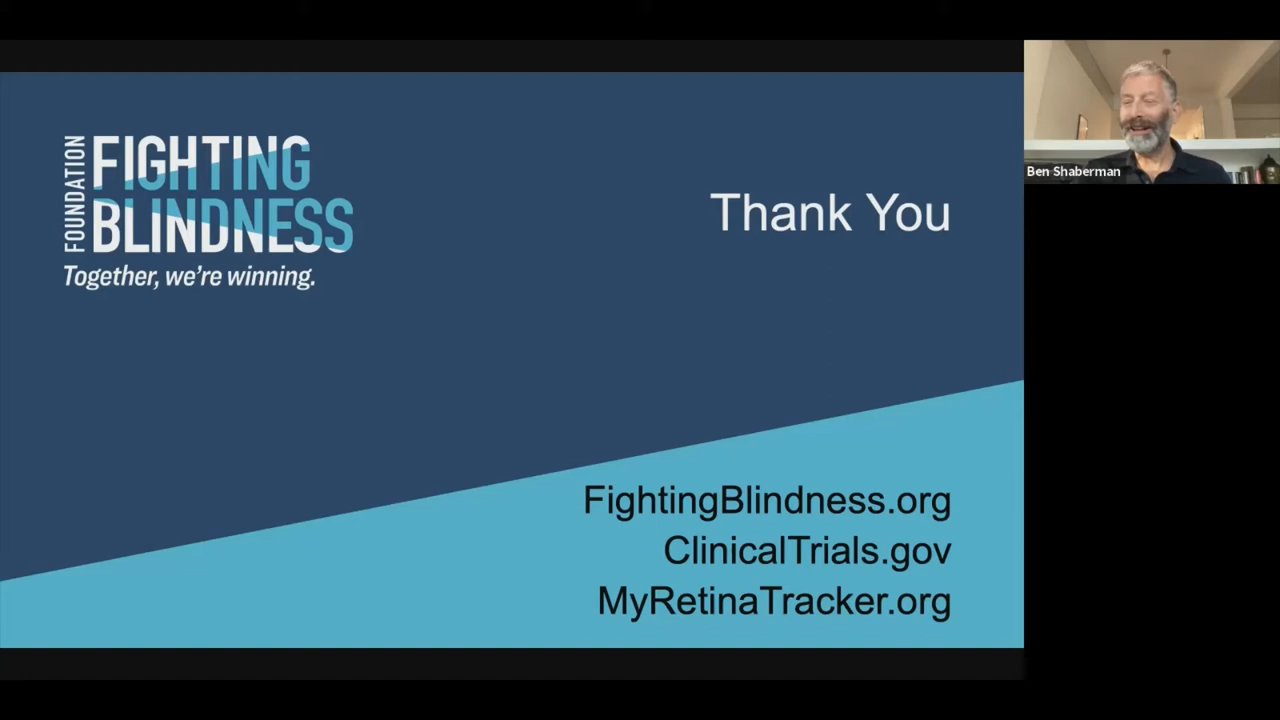 FOUNDATION
FIGHTING
BLINDNESS
Together, we're winning.
Thank You
FightingBlindness.org
ClinicalTrials.gov
MyRetinaTracker.org
Ben Shaberman